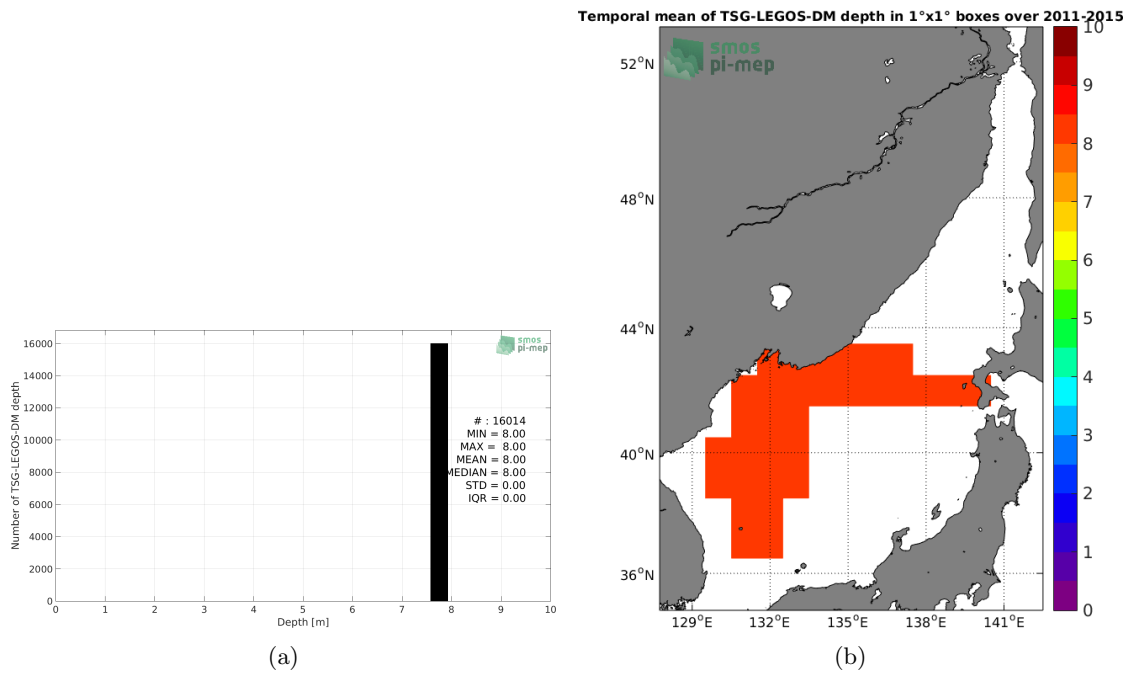 smos
pi-mep
16000
14000
12000
10000
8000
6000
4000
2000
0
Number of TSG-LEGOS-DM depth
# : 16014
MIN = 8.00
MAX = 8.00
MEAN = 8.00
MEDIAN = 8.00
STD = 0.00
IQR = 0.00
0 1 2 3 4 5 6 7 8 9 10
Depth [m]
(a)
Temporal mean of TSG-LEGOS-DM depth in 1°x1° boxes over 2011-2015
smos
pi-mep
52°N
48°N
44°N
40°N
36°N
129°E 132°E 135°E 138°E 141°E
10
9
8
7
6
5
4
3
2
1
0
(b)